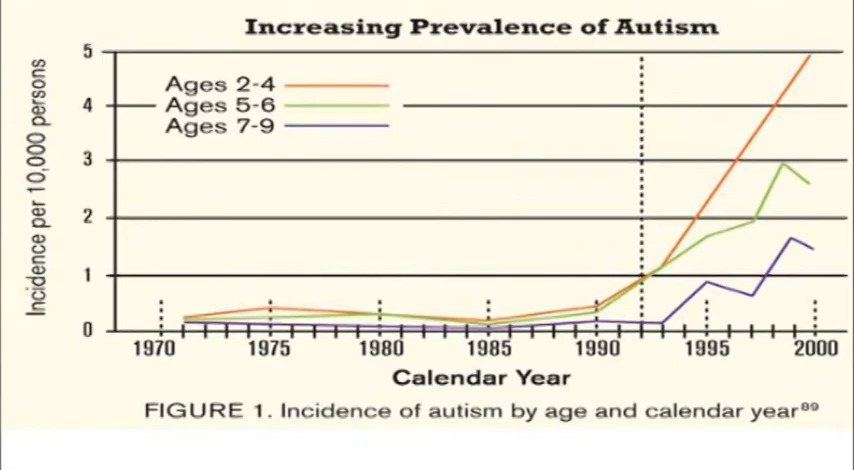 Increasing Prevalence of Autism
Incidence per 10,000 persons
5
4
3
2
1
0
Ages 2-4
Ages 5-6
Ages 7-9
1970 1975 1980 1985 1990 1995 2000
Calendar Year
FIGURE 1. Incidence of autism by age and calendar year⁸⁹